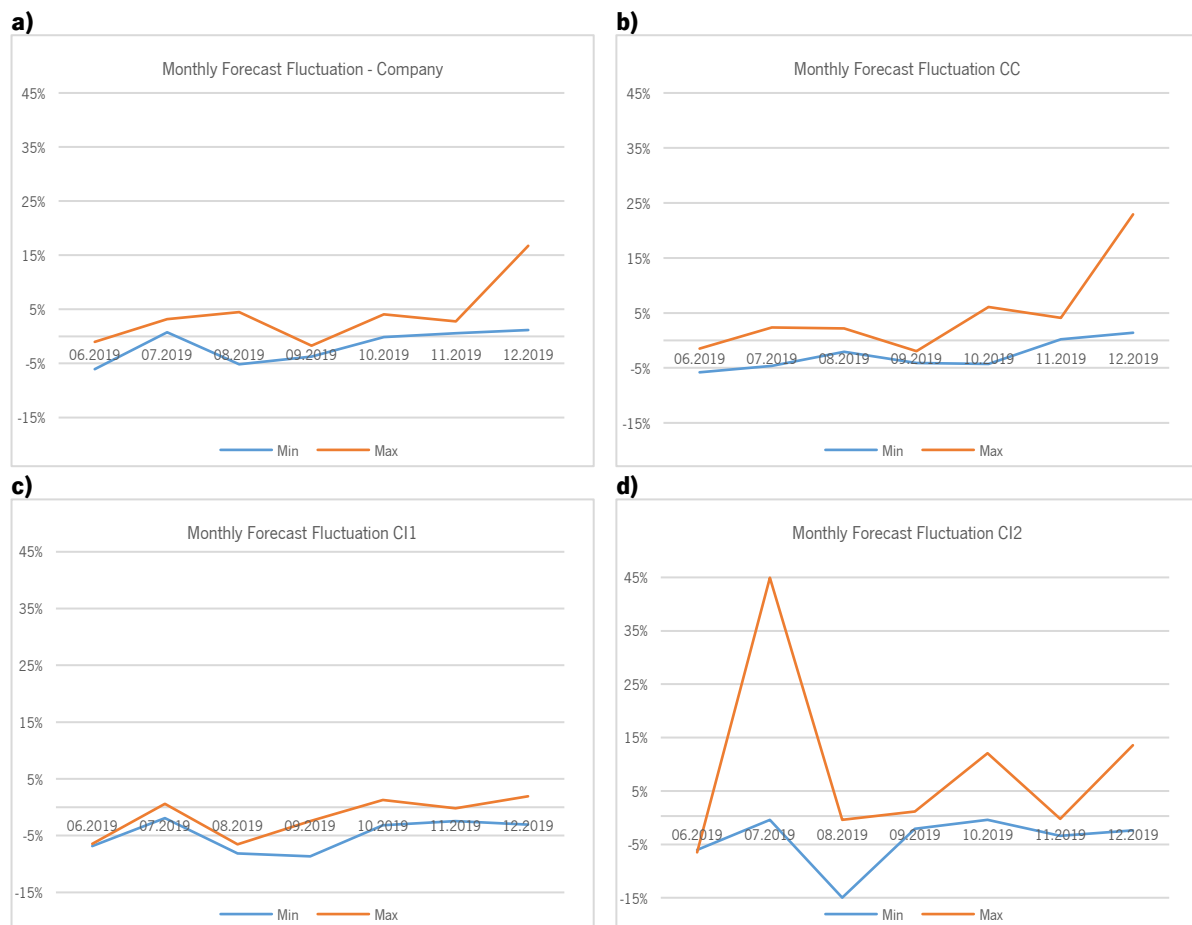 a)
Monthly Forecast Fluctuation - Company
45%
35%
25%
15%
5%
-5%
-15%
06.2019 07.2019 08.2019 09.2019 10.2019 11.2019 12.2019
Min Max
b)
Monthly Forecast Fluctuation CC
45%
35%
25%
15%
5%
-5%
-15%
06.2019 07.2019 08.2019 09.2019 10.2019 11.2019 12.2019
Min Max
c)
Monthly Forecast Fluctuation CI1
45%
35%
25%
15%
5%
-5%
-15%
06.2019 07.2019 08.2019 09.2019 10.2019 11.2019 12.2019
Min Max
d)
Monthly Forecast Fluctuation CI2
45%
35%
25%
15%
5%
-5%
-15%
06.2019 07.2019 08.2019 09.2019 10.2019 11.2019 12.2019
Min Max